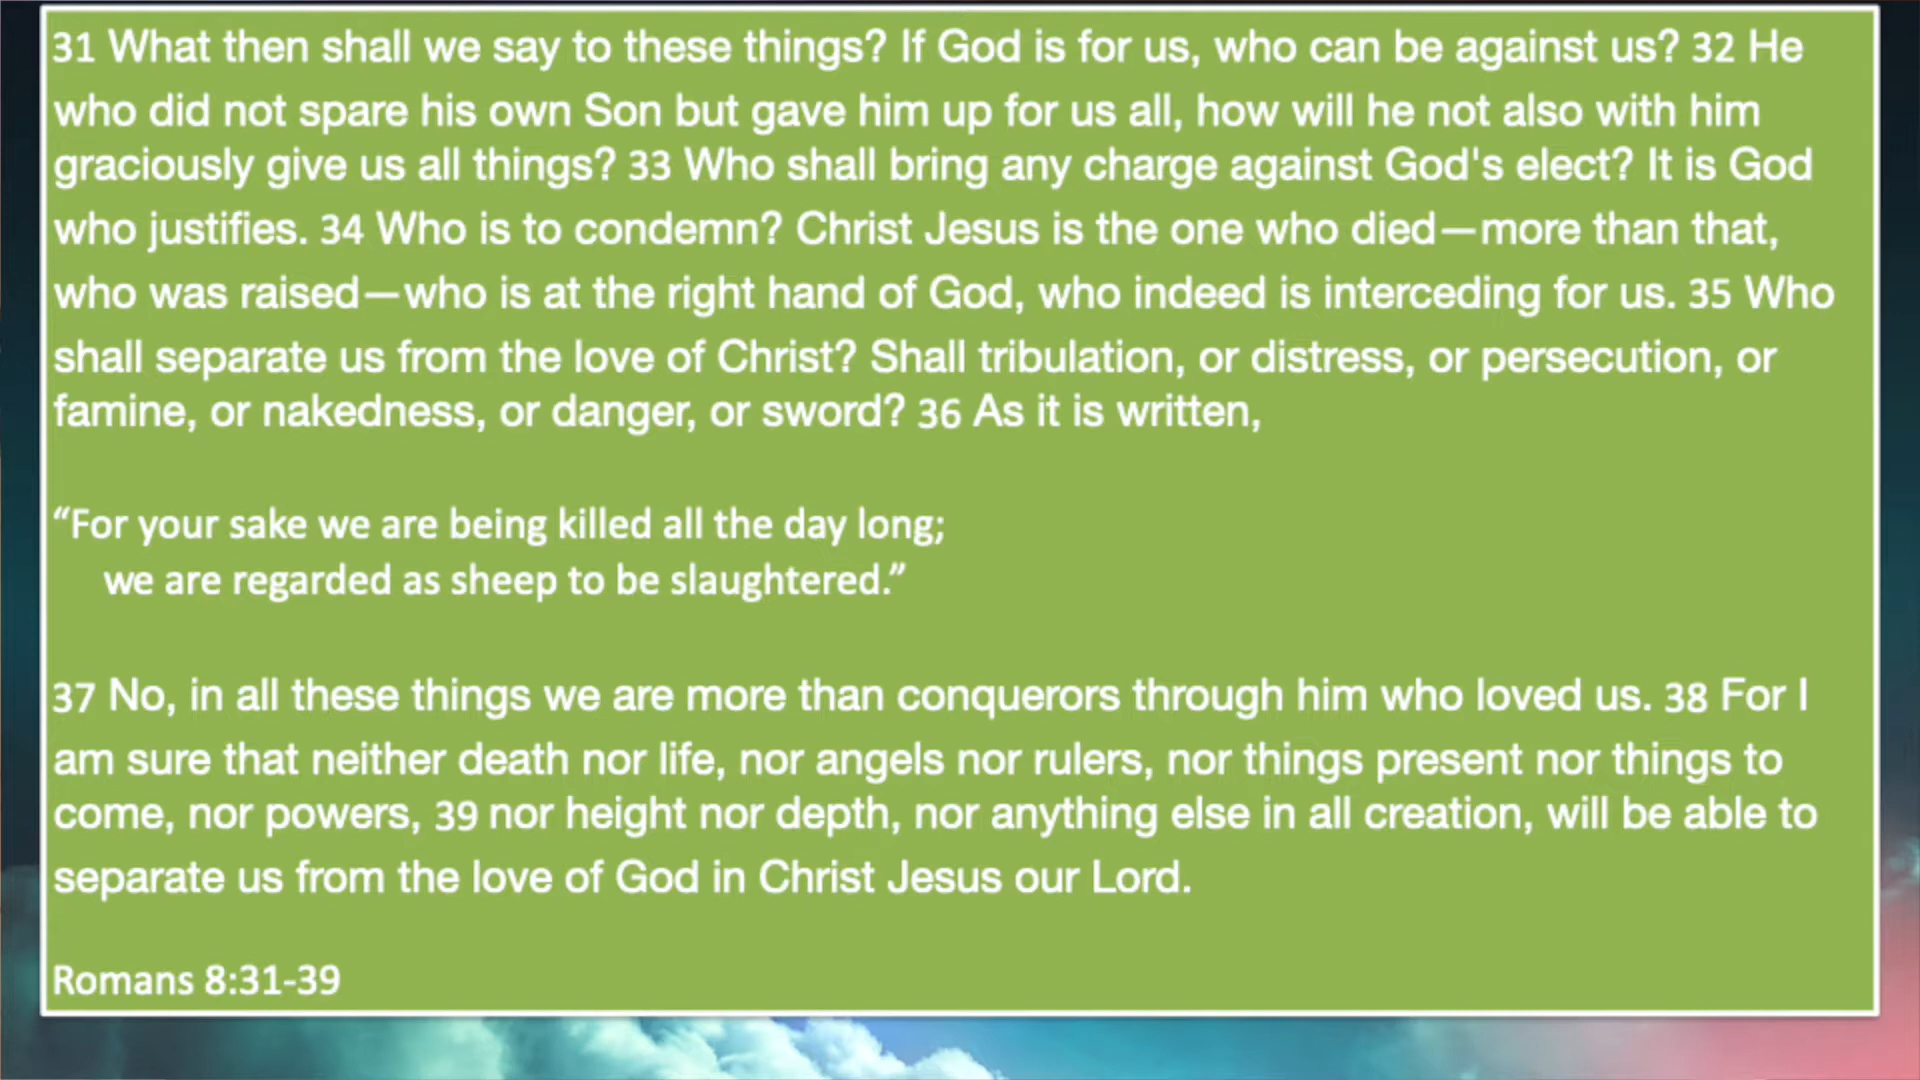 31 What then shall we say to these things? If God is for us, who can be against us? 32 He
who did not spare his own Son but gave him up for us all, how will he not also with him
graciously give us all things? 33 Who shall bring any charge against God's elect? It is God
who justifies. 34 Who is to condemn? Christ Jesus is the one who died—more than that,
who was raised—who is at the right hand of God, who indeed is interceding for us. 35 Who
shall separate us from the love of Christ? Shall tribulation, or distress, or persecution, or
famine, or nakedness, or danger, or sword? 36 As it is written,
“For your sake we are being killed all the day long;
we are regarded as sheep to be slaughtered.”
37 No, in all these things we are more than conquerors through him who loved us. 38 For I
am sure that neither death nor life, nor angels nor rulers, nor things present nor things to
come, nor powers, 39 nor height nor depth, nor anything else in all creation, will be able to
separate us from the love of God in Christ Jesus our Lord.
Romans 8:31-39